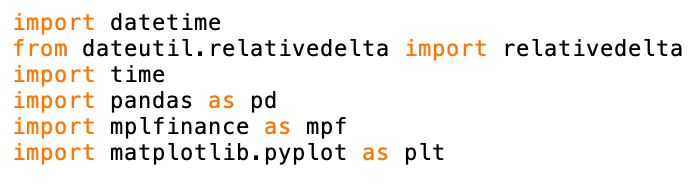 import datetime
from dateutil.relativedelta import relativedelta
import time
import pandas as pd
import mplfinance as mpf
import matplotlib.pyplot as plt